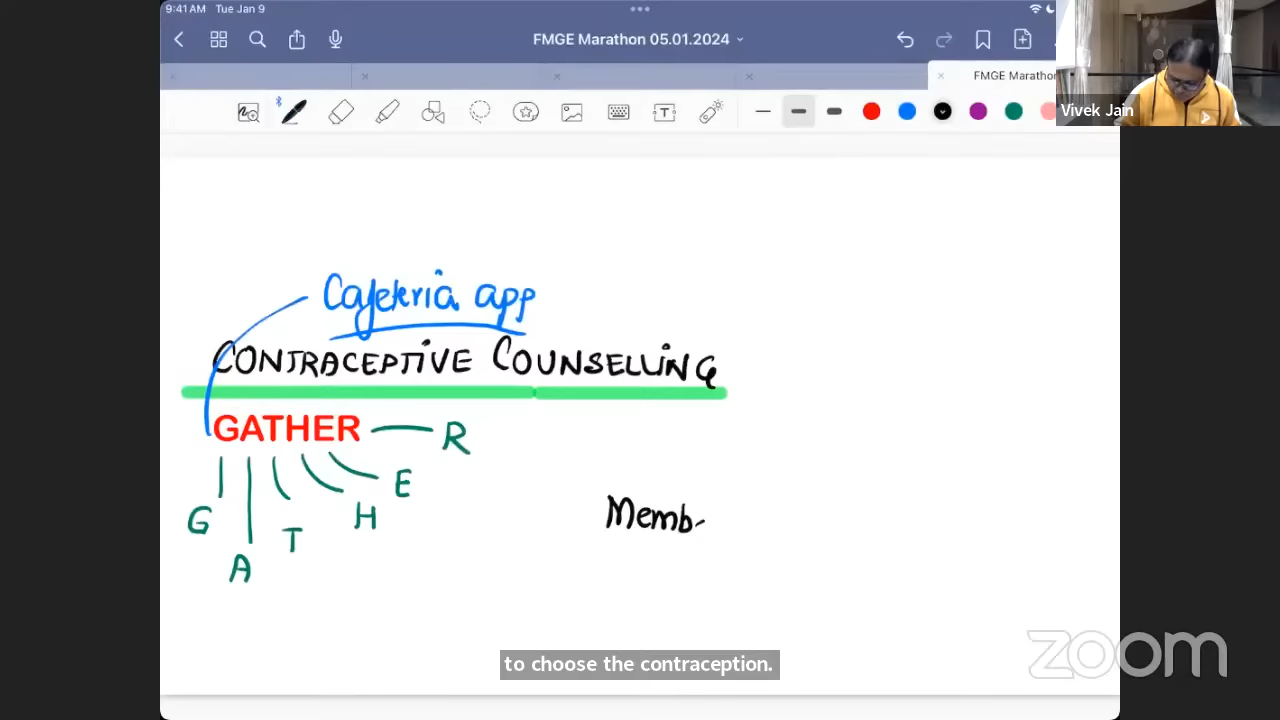 9:41 AM Tue Jan 9
FMGE Marathon 05.01.2024
FMGE Marathon
T
Vivek Jain
Cafeteria app
CONTRACEPTIVE COUNSELLING
GATHER
R
E
G
H
T
A
Memb
to choose the contraception.
zoom